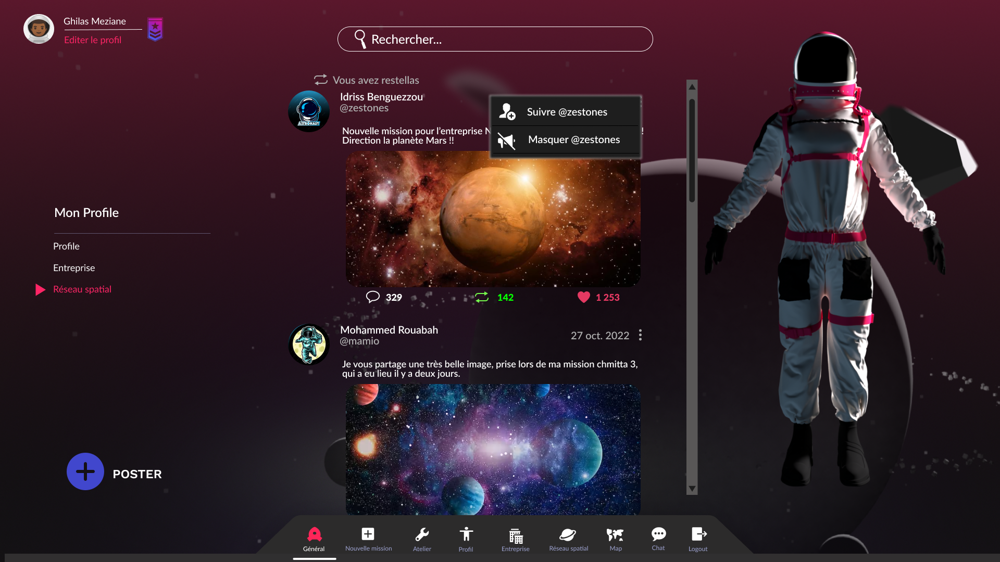 Ghilas Meziane
Editer le profil
Rechercher...
Vous avez restellas
Idriss Benguezzou
@zestones
Suivre @zestones
Masquer @zestones
Nouvelle mission pour l'entreprise N !
Direction la planète Mars !!
ASTRONAUT
329
142
1 253
Mon Profile
Profile
Entreprise
Réseau spatial
Mohammed Rouabah
@mamio
27 oct. 2022
Je vous partage une très belle image, prise lors de ma mission chmitta 3,
qui a eu lieu il y a deux jours.
POSTER
Général
Nouvelle mission
Atelier
Profil
Entreprise
Réseau spatial
Map
Chat
Logout